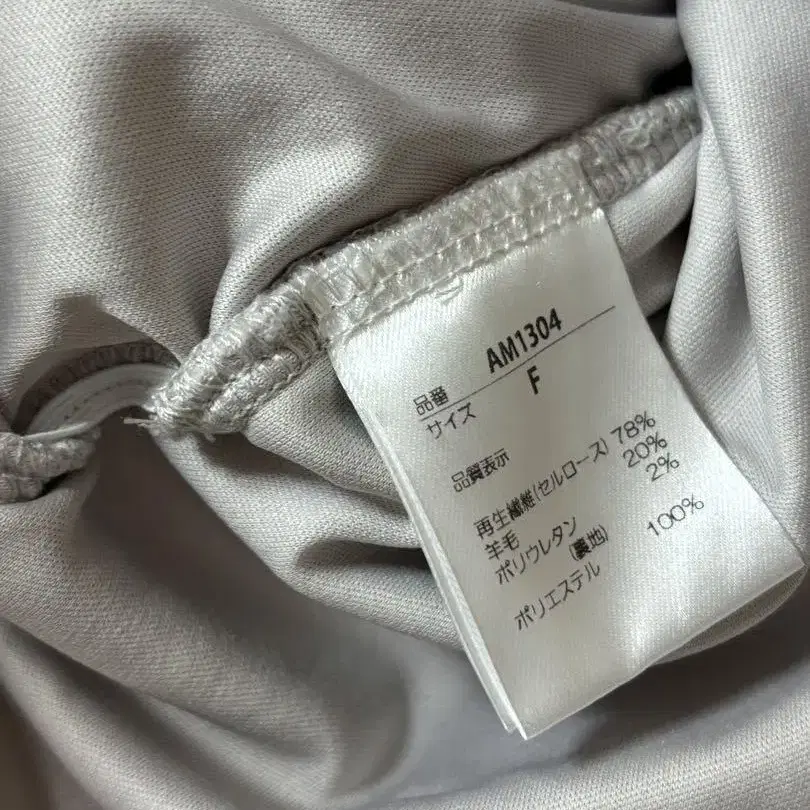 品番 AM1304
サイズ F
品質表示
再生繊維(セルロース) 78%
羊毛 20%
ポリウレタン 2%
(裏地)
ポリエステル 100%